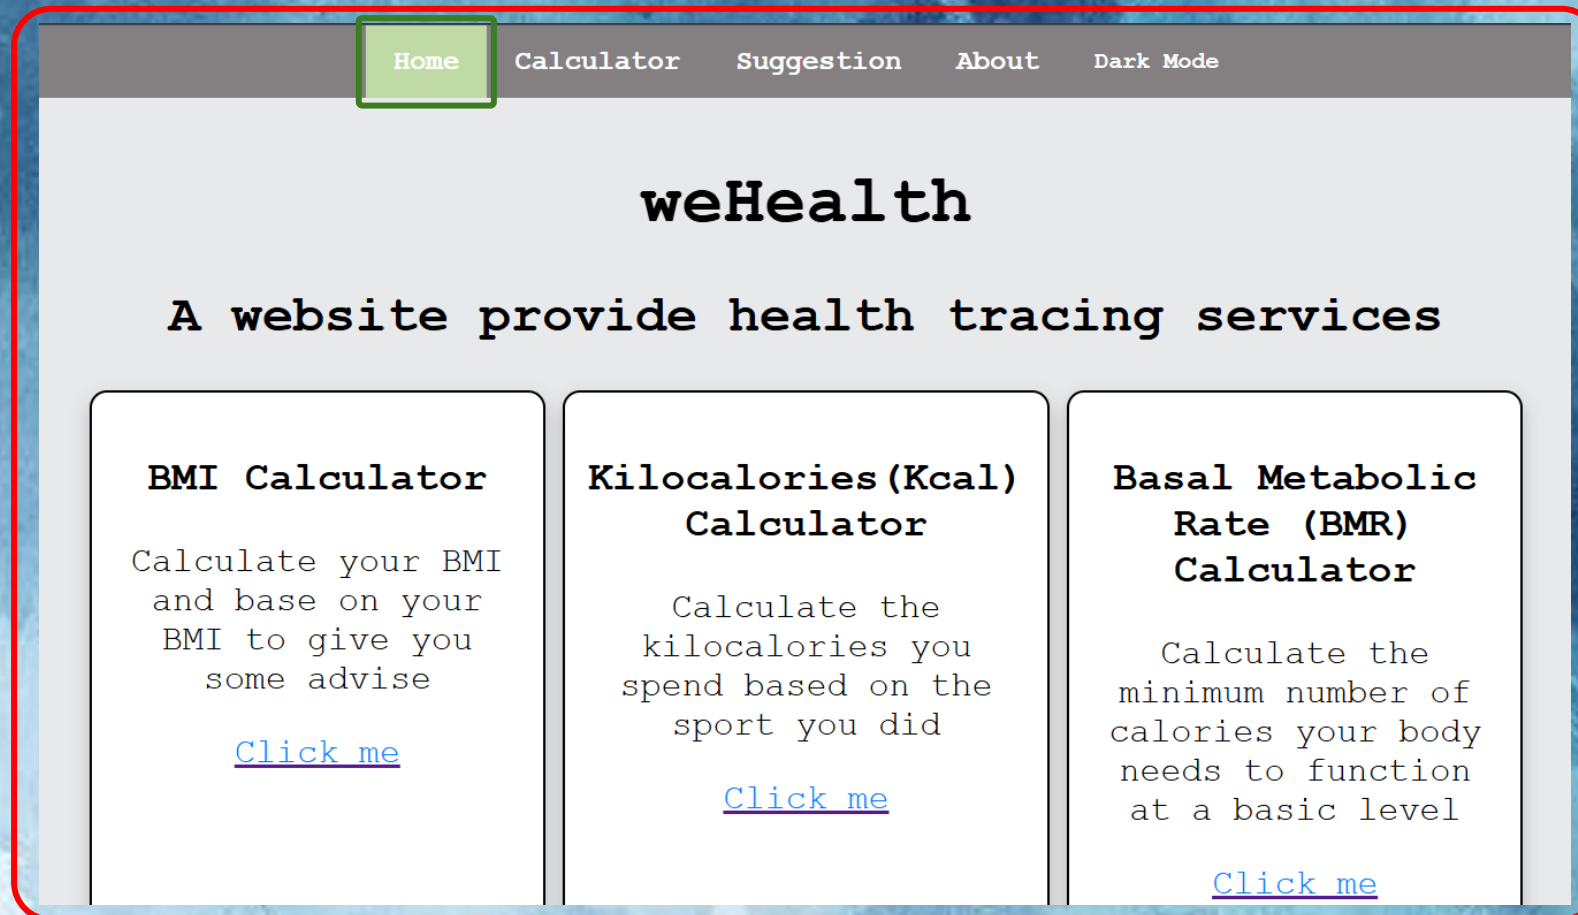 Home Calculator Suggestion About Dark Mode
weHealth
A website provide health tracing services
BMI Calculator
Calculate your BMI
and base on your
BMI to give you
some advise
Click me
Kilocalories(Kcal)
Calculator
Calculate the
kilocalories you
spend based on the
sport you did
Click me
Basal Metabolic
Rate (BMR)
Calculator
Calculate the
minimum number of
calories your body
needs to function
at a basic level
Click me